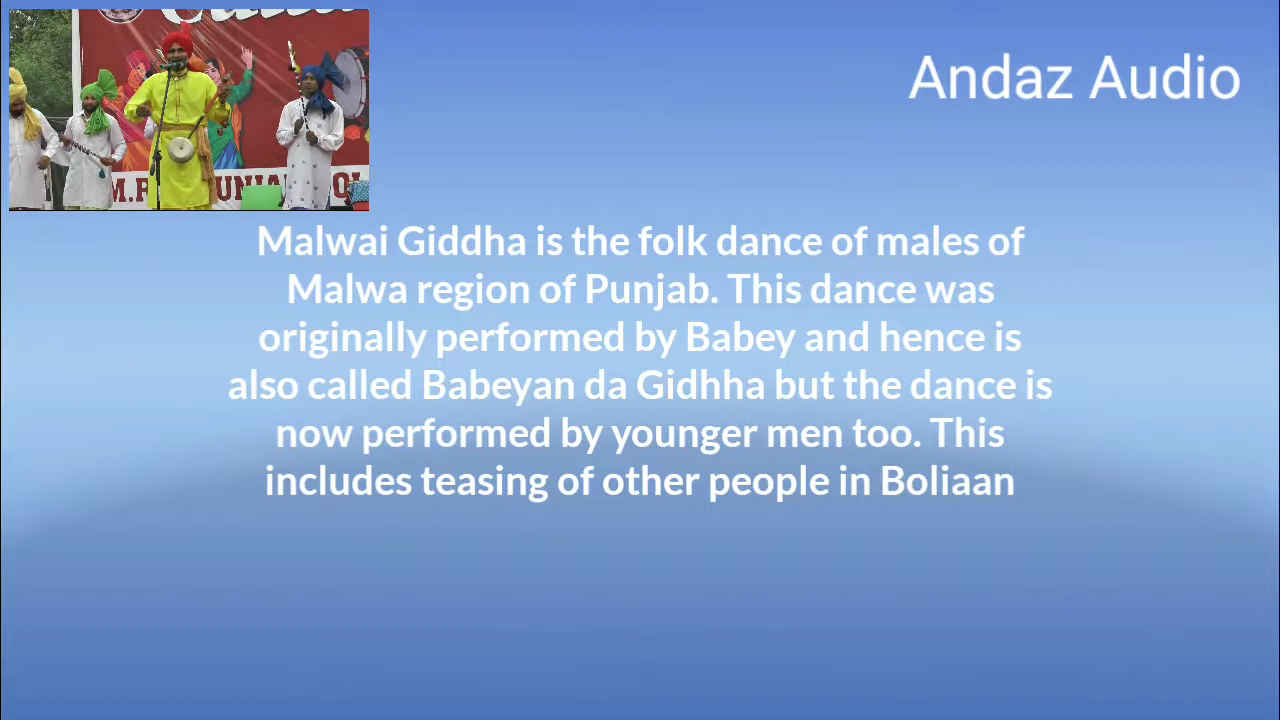 Andaz Audio
Malwai Giddha is the folk dance of males of
Malwa region of Punjab. This dance was
originally performed by Babey and hence is
also called Babeyan da Gidhha but the dance is
now performed by younger men too. This
includes teasing of other people in Boliaan